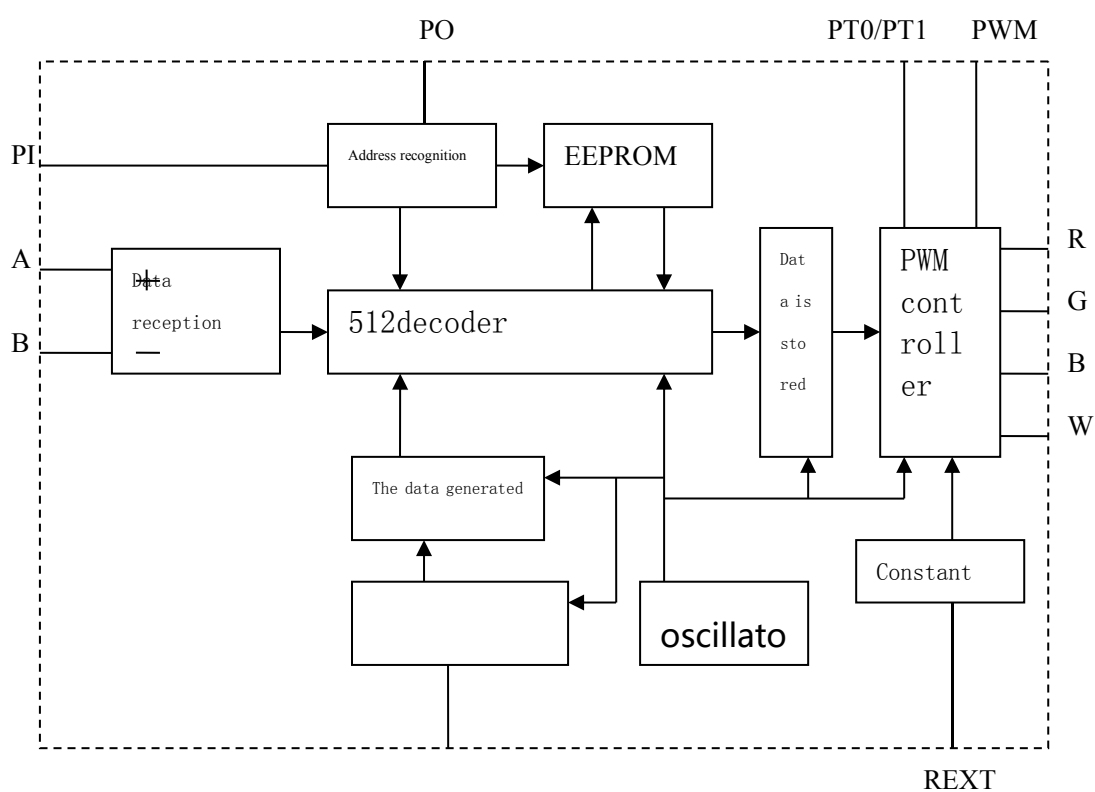 PO
PT0/PT1
PWM
PI
Address recognition
EEPROM
A
+
Data
reception
−
B
512decoder
Dat
a is
sto
red
PWM
cont
roll
er
R
G
B
W
The data generated
Constant
oscillato
REXT